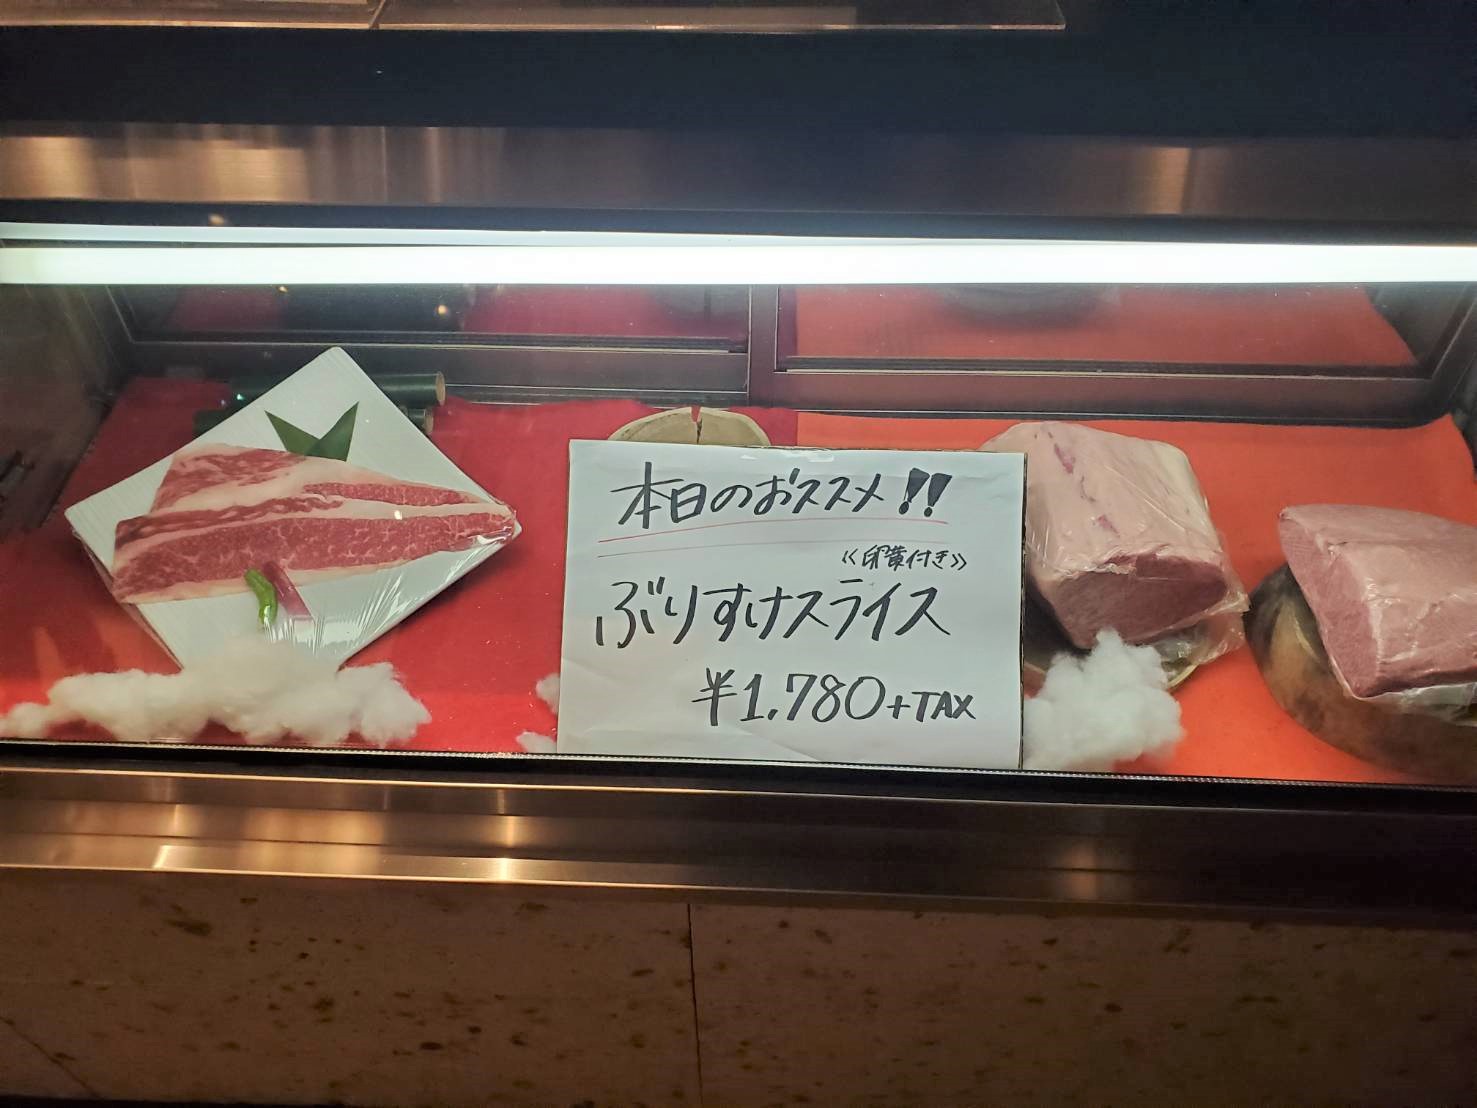 本日のおススメ!!
《卵黄付き》
ぶりすけスライス
¥1.780+TAX